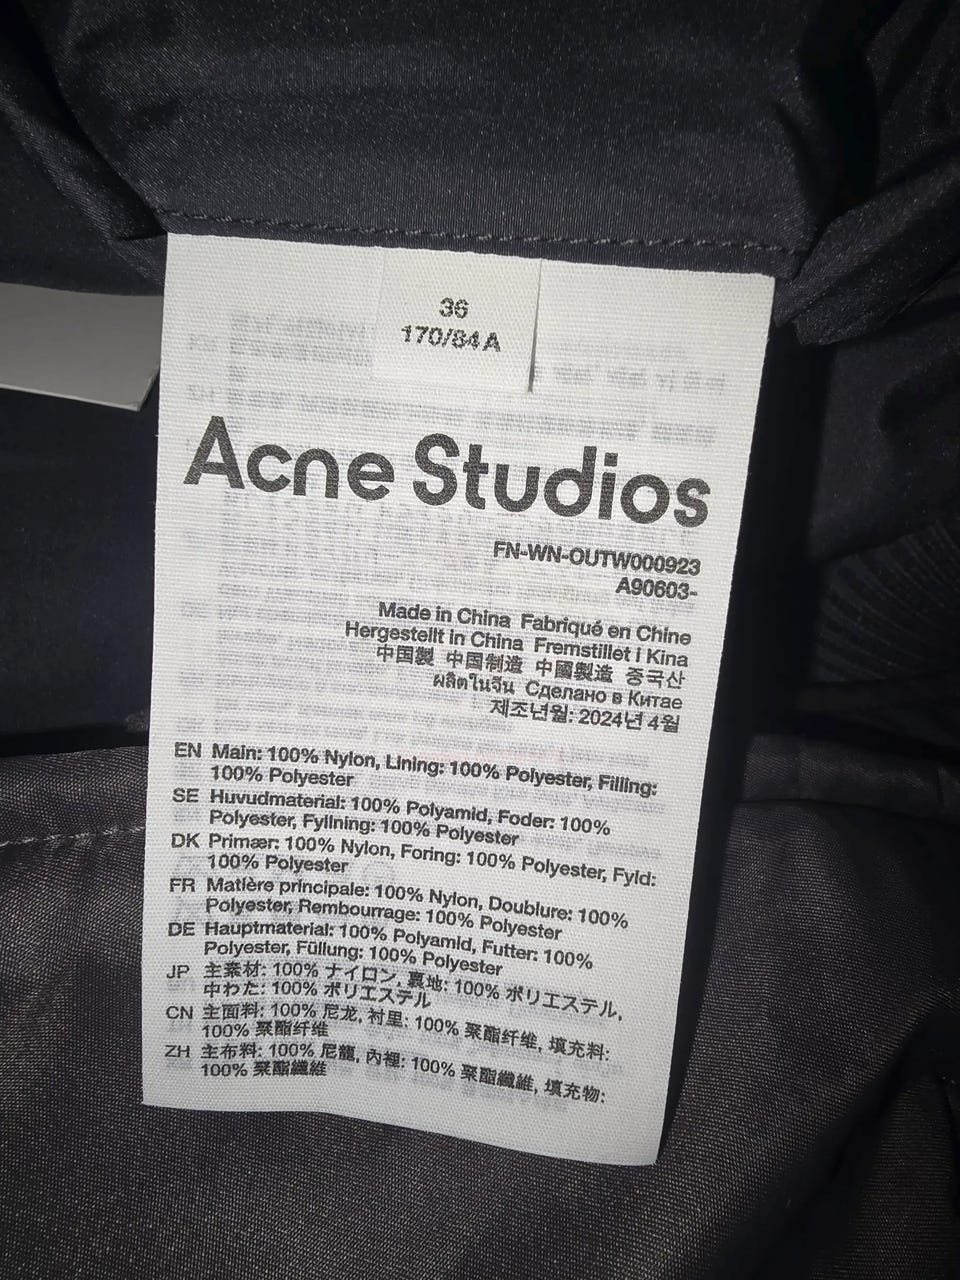 36
170/84A
Acne Studios
FN-WN-OUTW000923
A90603-
Made in China Fabriqué en Chine
Hergestellt in China Fremstillet i Kina
中国製 中国制造 中國製造 중국산
ผลิตในจีน Сделано в Китае
제조년월: 2024년 4월
EN Main: 100% Nylon, Lining: 100% Polyester, Filling:
100% Polyester
SE Huvudmaterial: 100% Polyamid, Foder: 100%
Polyester, Fyllning: 100% Polyester
DK Primær: 100% Nylon, Foring: 100% Polyester, Fyld:
100% Polyester
FR Matière principale: 100% Nylon, Doublure: 100%
Polyester, Rembourrage: 100% Polyester
DE Hauptmaterial: 100% Polyamid, Futter: 100%
Polyester, Füllung: 100% Polyester
JP 主素材: 100% ナイロン, 裏地: 100% ポリエステル,
中わた: 100% ポリエステル
CN 主面料: 100% 尼龙, 衬里: 100% 聚酯纤维, 填充料:
100% 聚酯纤维
ZH 主布料: 100% 尼龍, 內裡: 100% 聚酯纖維, 填充物:
100% 聚酯纖維